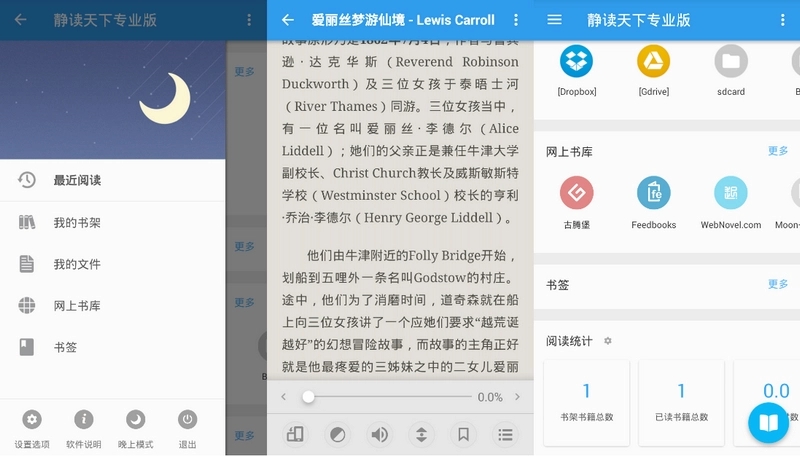 静读天下专业版
更多
最近阅读
我的书架
我的文件
更多
网上书库
更多
书签
B
设置选项
软件说明
晚上模式
退出
更多
爱丽丝梦游仙境 - Lewis Carroll
故事原形乃是1862年7月4日，作者与鲁宾
逊·达克华斯（Reverend Robinson
Duckworth）及三位女孩于泰晤士河
（River Thames）同游。三位女孩当中，
有一位名叫爱丽丝·李德尔（Alice
Liddell）；她们的父亲正是兼任牛津大学
副校长、Christ Church教长及威斯敏斯特
学校（Westminster School）校长的亨利
·乔治·李德尔（Henry George Liddell）。
他们由牛津附近的Folly Bridge开始，
划船到五哩外一条名叫Godstow的村庄。
途中，他们为了消磨时间，道奇森就在船
上向三位女孩讲了一个应她们要求“越荒诞
越好”的幻想冒险故事，而故事的主角正好
就是他最疼爱的三姊妹之中的二女儿爱丽
0.0%
静读天下专业版
[Dropbox]
[Gdrive]
sdcard
B
网上书库
更多
古腾堡
Feedbooks
WebNovel.com
Moon+
书签
更多
阅读统计
1
书架书籍总数
1
已读书籍总数
0.0
数